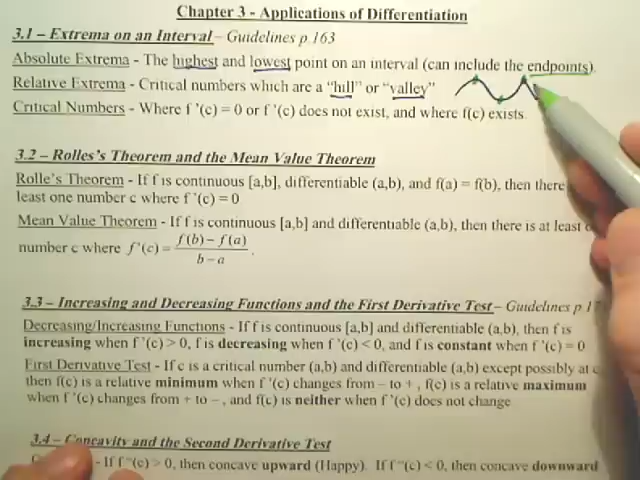 Chapter 3 - Applications of Differentiation
3.1 – Extrema on an Interval – Guidelines p.163
Absolute Extrema - The highest and lowest point on an interval (can include the endpoints).
Relative Extrema - Critical numbers which are a "hill" or "valley"
Critical Numbers - Where f '(c) = 0 or f '(c) does not exist, and where f(c) exists.
3.2 – Rolles's Theorem and the Mean Value Theorem
Rolle's Theorem - If f is continuous [a,b], differentiable (a,b), and f(a) = f(b), then there
least one number c where f '(c) = 0
Mean Value Theorem - If f is continuous [a,b] and differentiable (a,b), then there is at least
number c where f '(c) = f(b) – f(a) / b – a .
3.3 – Increasing and Decreasing Functions and the First Derivative Test – Guidelines p
Decreasing/Increasing Functions - If f is continuous [a,b] and differentiable (a,b), then f is
increasing when f '(c) > 0, f is decreasing when f '(c) < 0, and f is constant when f '(c) = 0
First Derivative Test - If c is a critical number (a,b) and differentiable (a,b) except possibly at c
then f(c) is a relative minimum when f '(c) changes from – to + , f(c) is a relative maximum
when f '(c) changes from + to – , and f(c) is neither when f '(c) does not change
3.4 – Concavity and the Second Derivative Test
- If f ''(c) > 0, then concave upward (Happy). If f ''(c) < 0, then concave downward